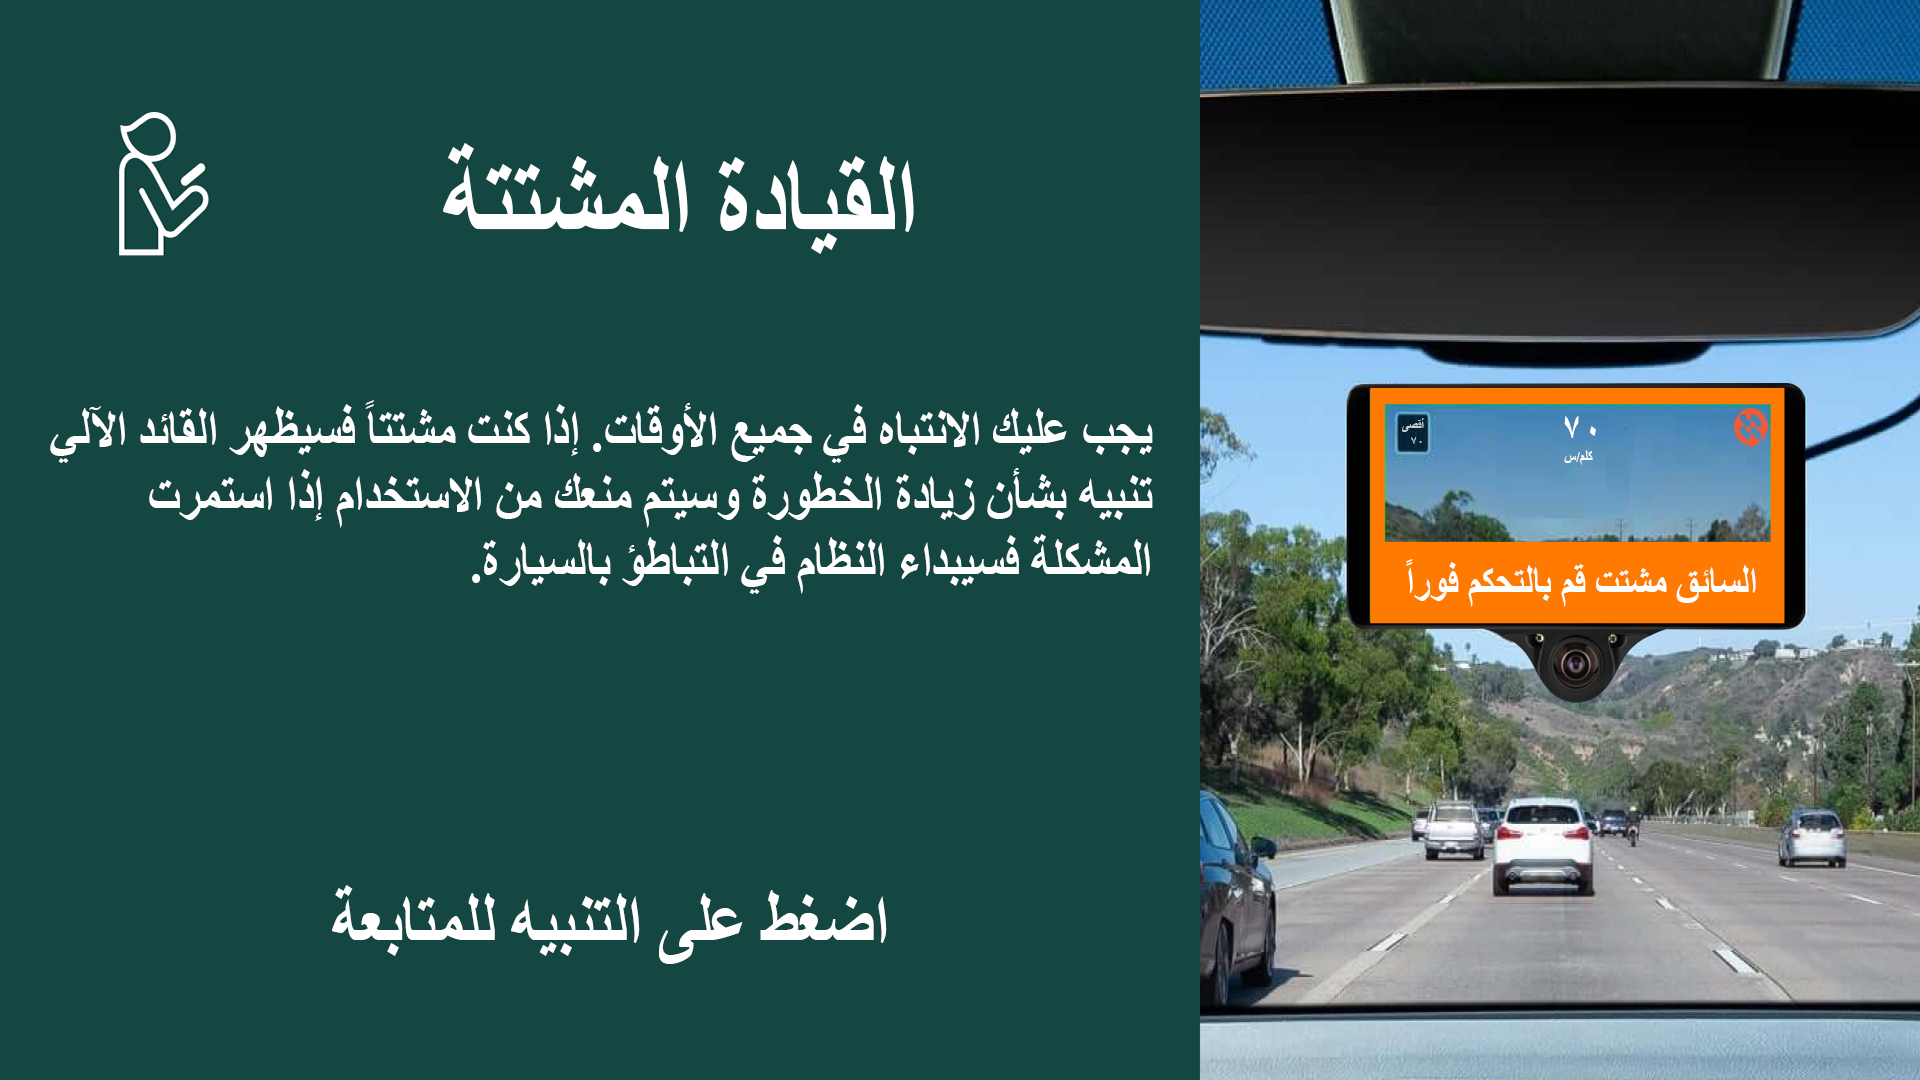 القيادة المشتتة
يجب عليك الانتباه في جميع الأوقات. إذا كنت مشتتاً فسيظهر القائد الآلي
تنبيه بشأن زيادة الخطورة وسيتم منعك من الاستخدام إذا استمرت
المشكلة فسيبداء النظام في التباطؤ بالسيارة.
اضغط على التنبيه للمتابعة
أقصى
٧٠
٧٠
كلم/س
السائق مشتت قم بالتحكم فوراً